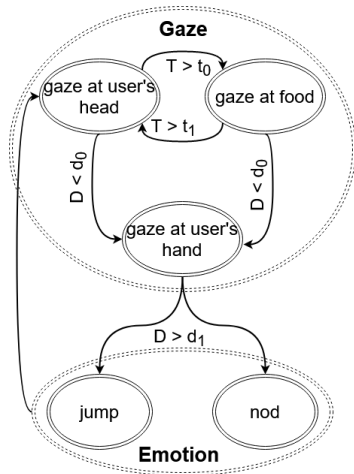 Gaze
gaze at user's
head
T > t₀
gaze at food
T > t₁
D < d₀
D < d₀
gaze at user's
hand
D > d₁
jump
nod
Emotion